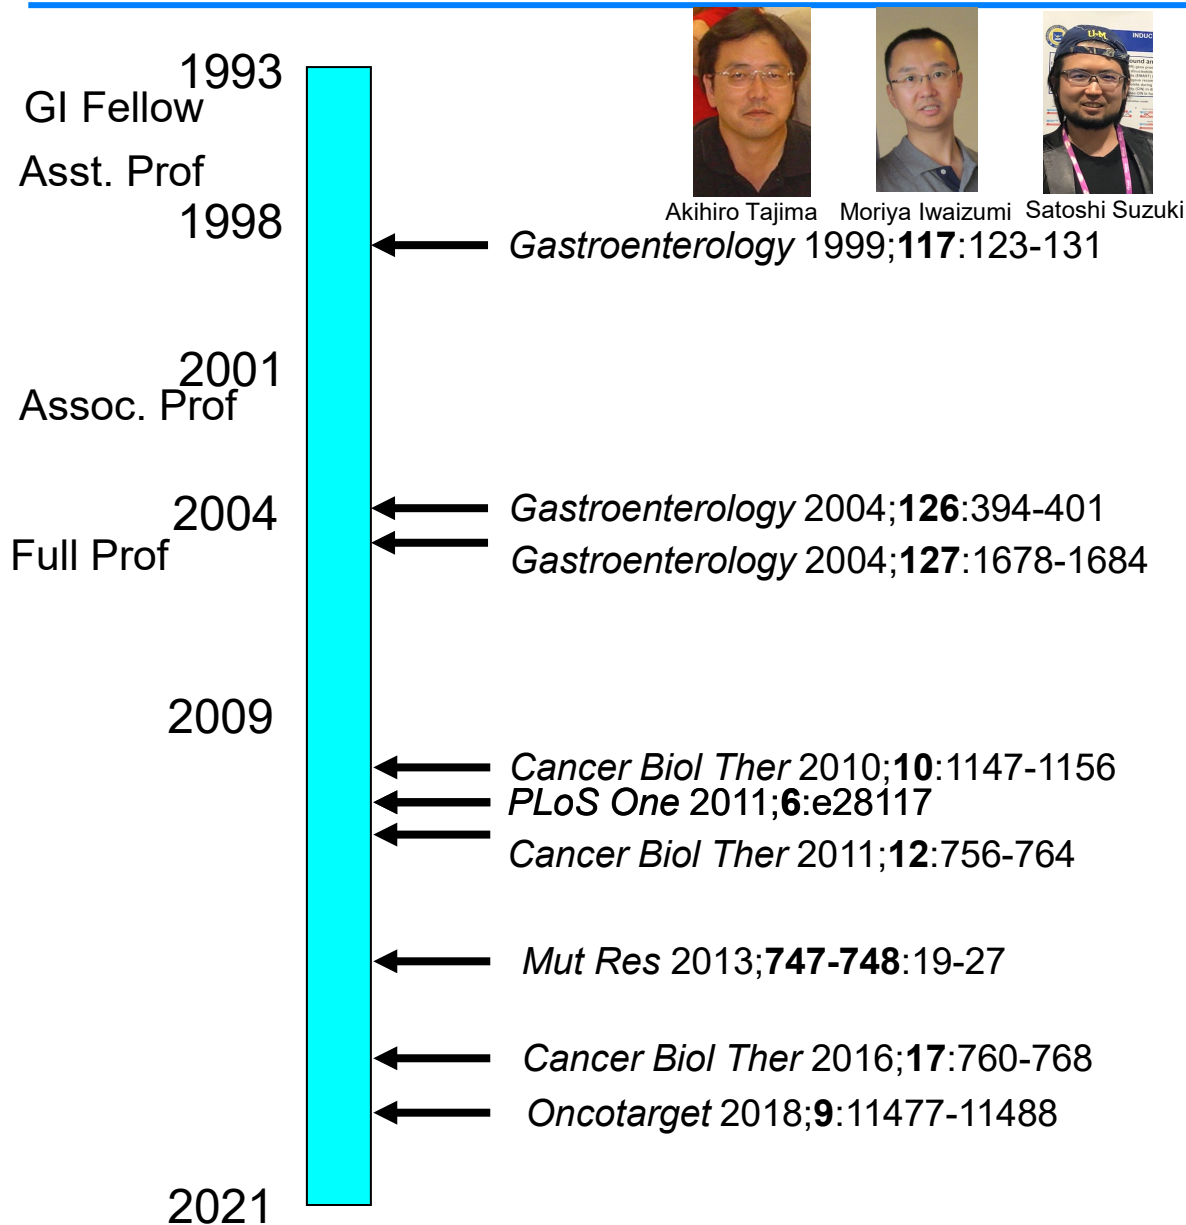 U-M
INDUC
Akihiro Tajima
Moriya Iwaizumi
Satoshi Suzuki
1993
GI Fellow
Asst. Prof
1998
Gastroenterology 1999;117:123-131
2001
Assoc. Prof
2004
Gastroenterology 2004;126:394-401
Full Prof
Gastroenterology 2004;127:1678-1684
2009
Cancer Biol Ther 2010;10:1147-1156
PLoS One 2011;6:e28117
Cancer Biol Ther 2011;12:756-764
Mut Res 2013;747-748:19-27
Cancer Biol Ther 2016;17:760-768
Oncotarget 2018;9:11477-11488
2021